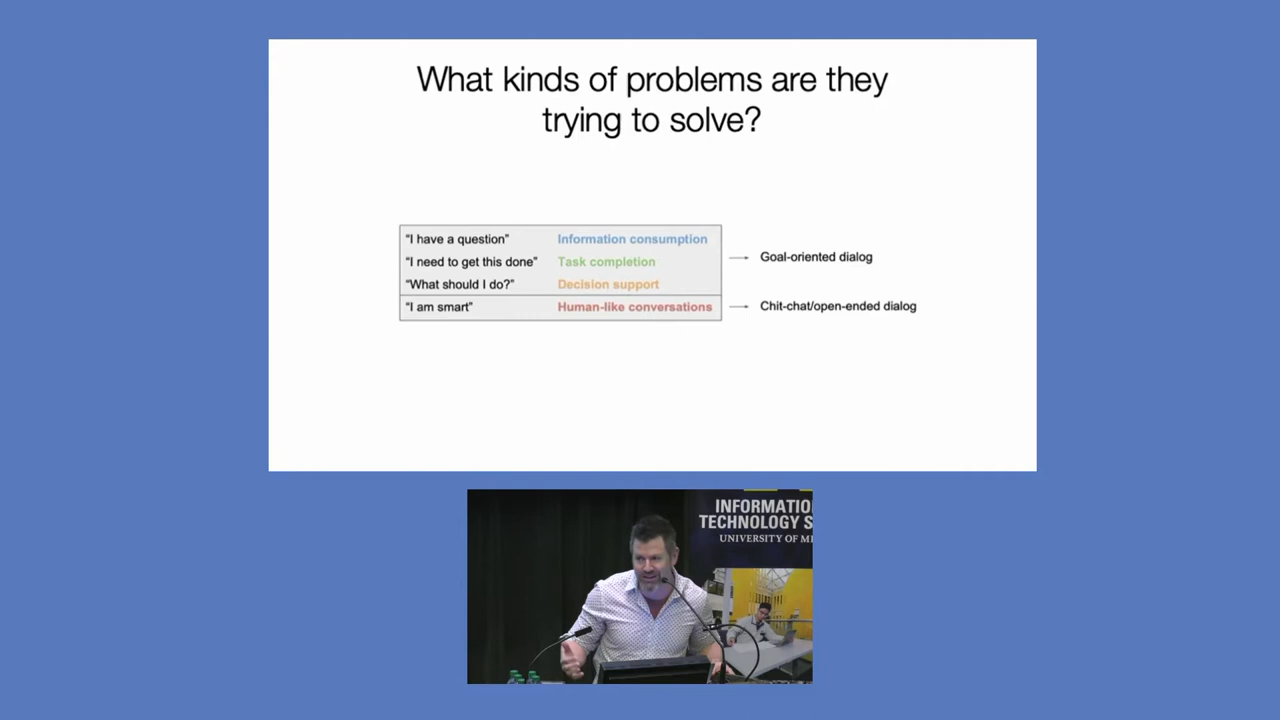 What kinds of problems are they
trying to solve?
“I have a question” Information consumption
“I need to get this done” Task completion
Goal-oriented dialog
“What should I do?” Decision support
“I am smart” Human-like conversations
Chit-chat/open-ended dialog
INFORMATIO
TECHNOLOGY S
UNIVERSITY OF MI